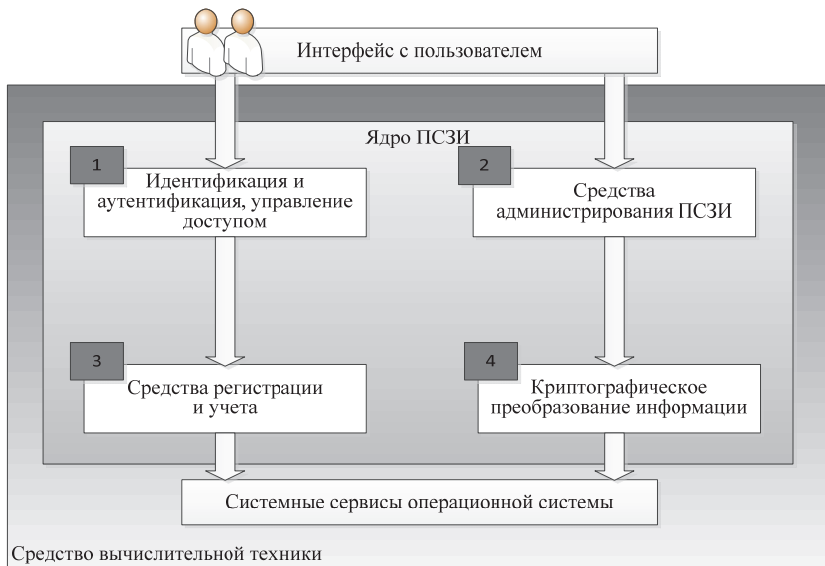 Интерфейс с пользователем
Ядро ПСЗИ
1
Идентификация и
аутентификация, управление
доступом
2
Средства
администрирования ПСЗИ
3
Средства регистрации
и учета
4
Криптографическое
преобразование информации
Системные сервисы операционной системы
Средство вычислительной техники